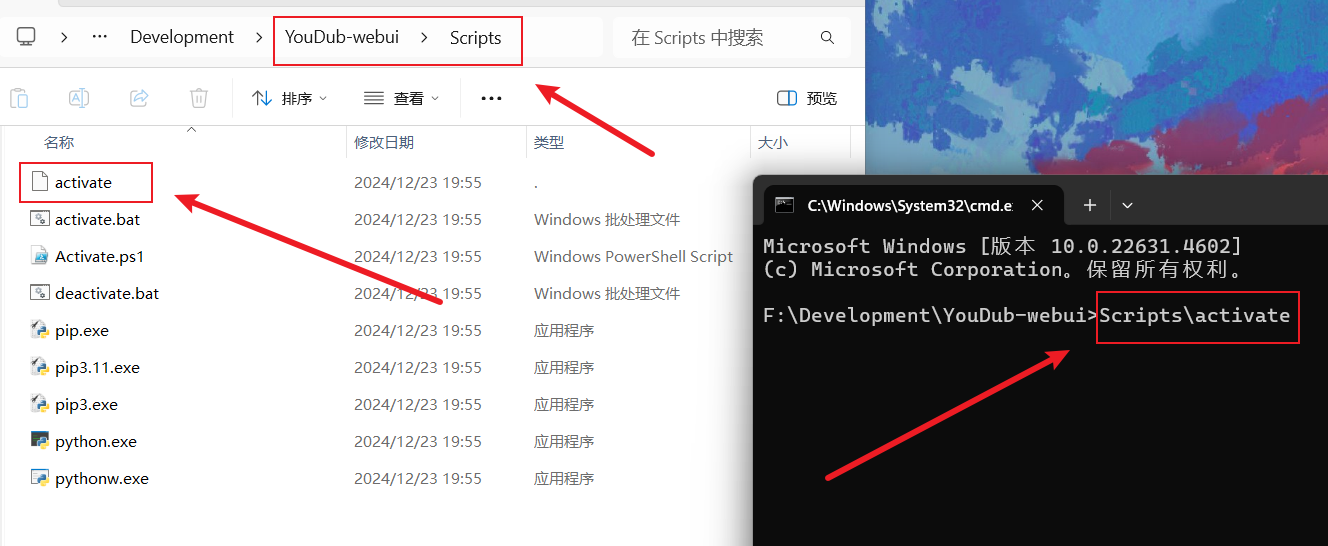 Development YouDub-webui Scripts 在 Scripts 中搜索
排序 查看 预览
名称 修改日期 类型 大小
activate 2024/12/23 19:55 .
activate.bat 2024/12/23 19:55 Windows 批处理文件
Activate.ps1 2024/12/23 19:55 Windows PowerShell Script
deactivate.bat 2024/12/23 19:55 Windows 批处理文件
pip.exe 2024/12/23 19:55 应用程序
pip3.11.exe 2024/12/23 19:55 应用程序
pip3.exe 2024/12/23 19:55 应用程序
python.exe 2024/12/23 19:55 应用程序
pythonw.exe 2024/12/23 19:55 应用程序
C:\Windows\System32\cmd.e
Microsoft Windows [版本 10.0.22631.4602]
(c) Microsoft Corporation。保留所有权利。
F:\Development\YouDub-webui>Scripts\activate